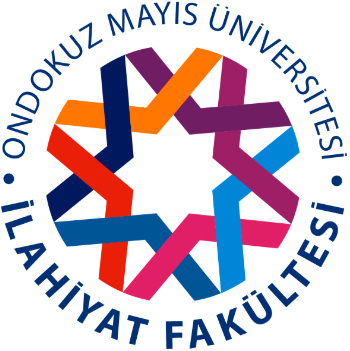 ONDOKUZ MAYIS ÜNİVERSİTESİ
• İLAHİYAT FAKÜLTESİ •